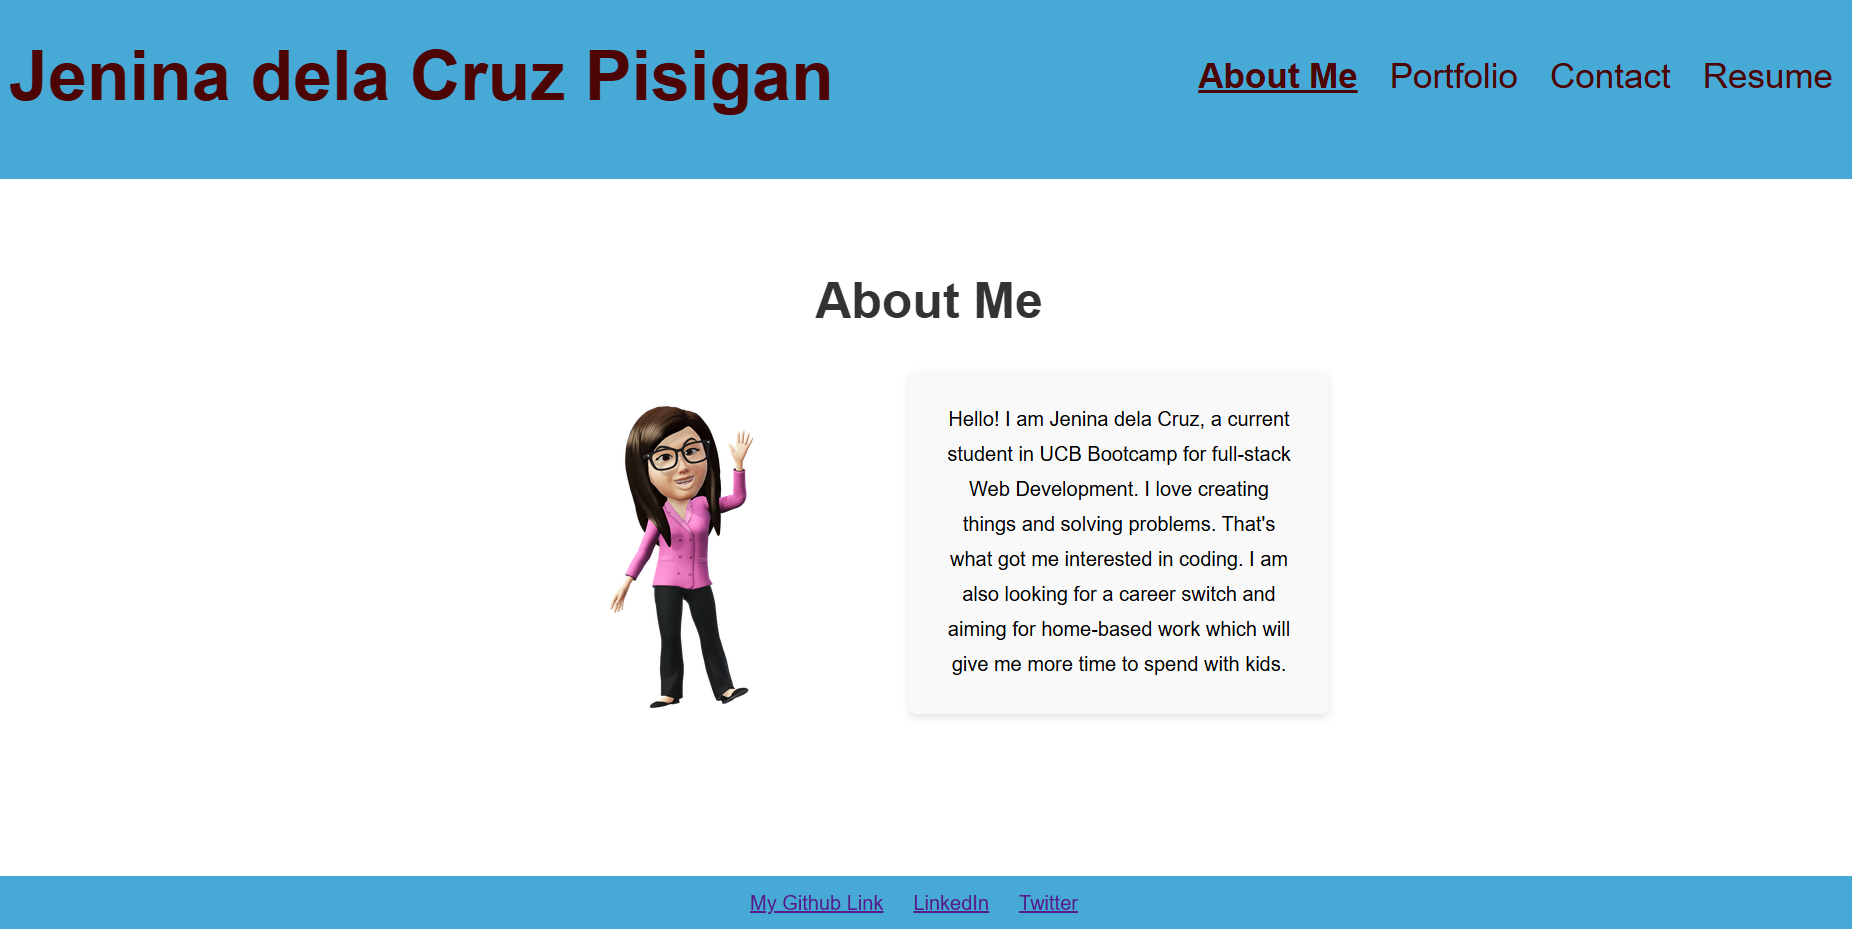 Jenina dela Cruz Pisigan
About Me Portfolio Contact Resume
About Me
Hello! I am Jenina dela Cruz, a current
student in UCB Bootcamp for full-stack
Web Development. I love creating
things and solving problems. That's
what got me interested in coding. I am
also looking for a career switch and
aiming for home-based work which will
give me more time to spend with kids.
My Github Link LinkedIn Twitter